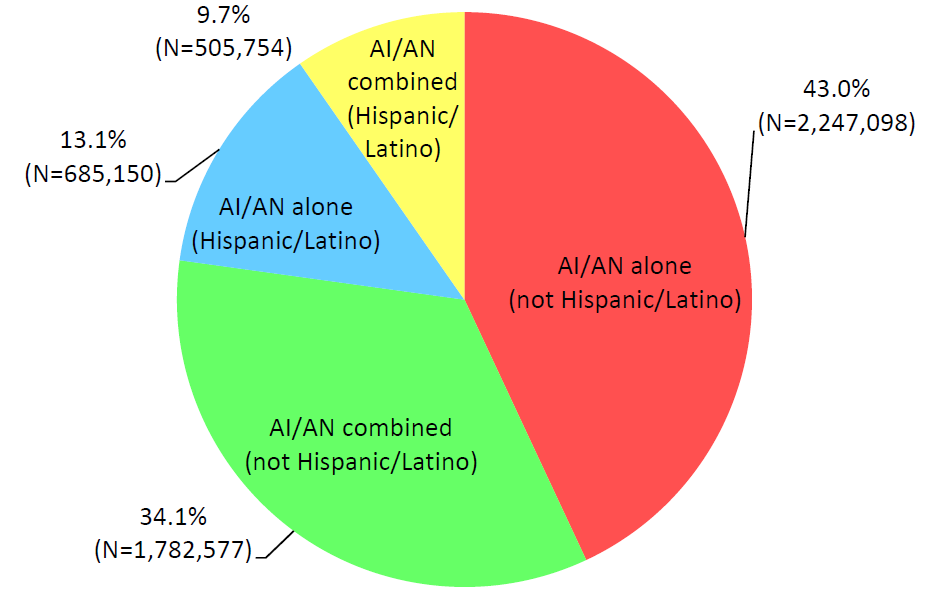 9.7%
(N=505,754)
AI/AN
combined
(Hispanic/
Latino)
43.0%
(N=2,247,098)
13.1%
(N=685,150)
AI/AN alone
(Hispanic/Latino)
AI/AN alone
(not Hispanic/Latino)
AI/AN combined
(not Hispanic/Latino)
34.1%
(N=1,782,577)